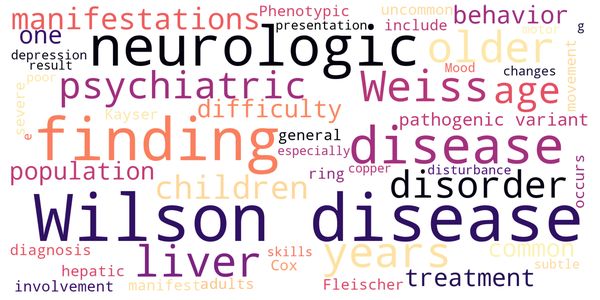 manifestations Phenotypic uncommon behavior
one presentation include motor g
depression neurologic older
result Mood changes
poor psychiatric Weiss age movement
severe Kayser difficulty pathogenic variant
e finding general disease
especially
population ring copper disturbance occurs
children disorder
Wilson disease
diagnosis liver skills years common
hepatic Cox subtle
involvement manifest adults Fleischer treatment